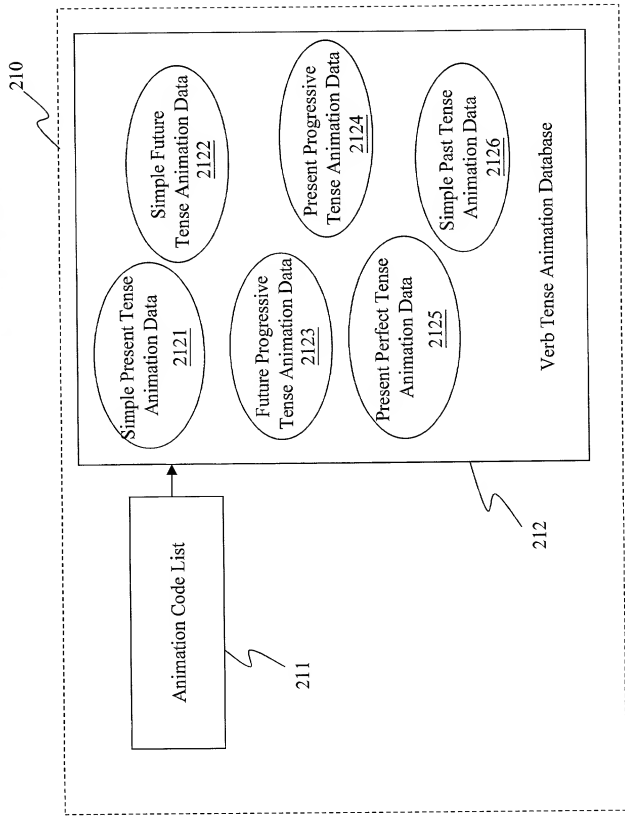 210
Animation Code List
211
Simple Present Tense
Animation Data
2121
Simple Future
Tense Animation Data
2122
Future Progressive
Tense Animation Data
2123
Present Progressive
Tense Animation Data
2124
Present Perfect Tense
Animation Data
2125
Simple Past Tense
Animation Data
2126
Verb Tense Animation Database
212